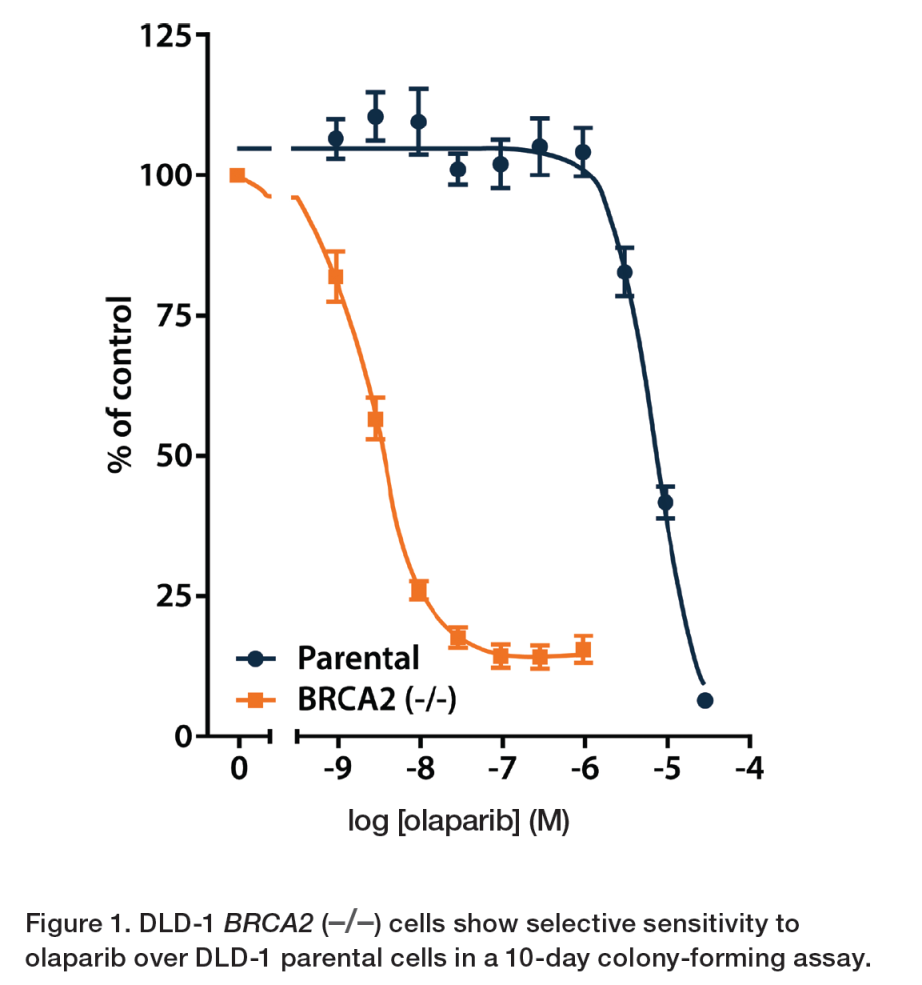 125
100
75
50
25
0
% of control
Parental
BRCA2 (-/-)
0 -9 -8 -7 -6 -5 -4
log [olaparib] (M)
Figure 1. DLD-1 BRCA2 (−/−) cells show selective sensitivity to
olaparib over DLD-1 parental cells in a 10-day colony-forming assay.